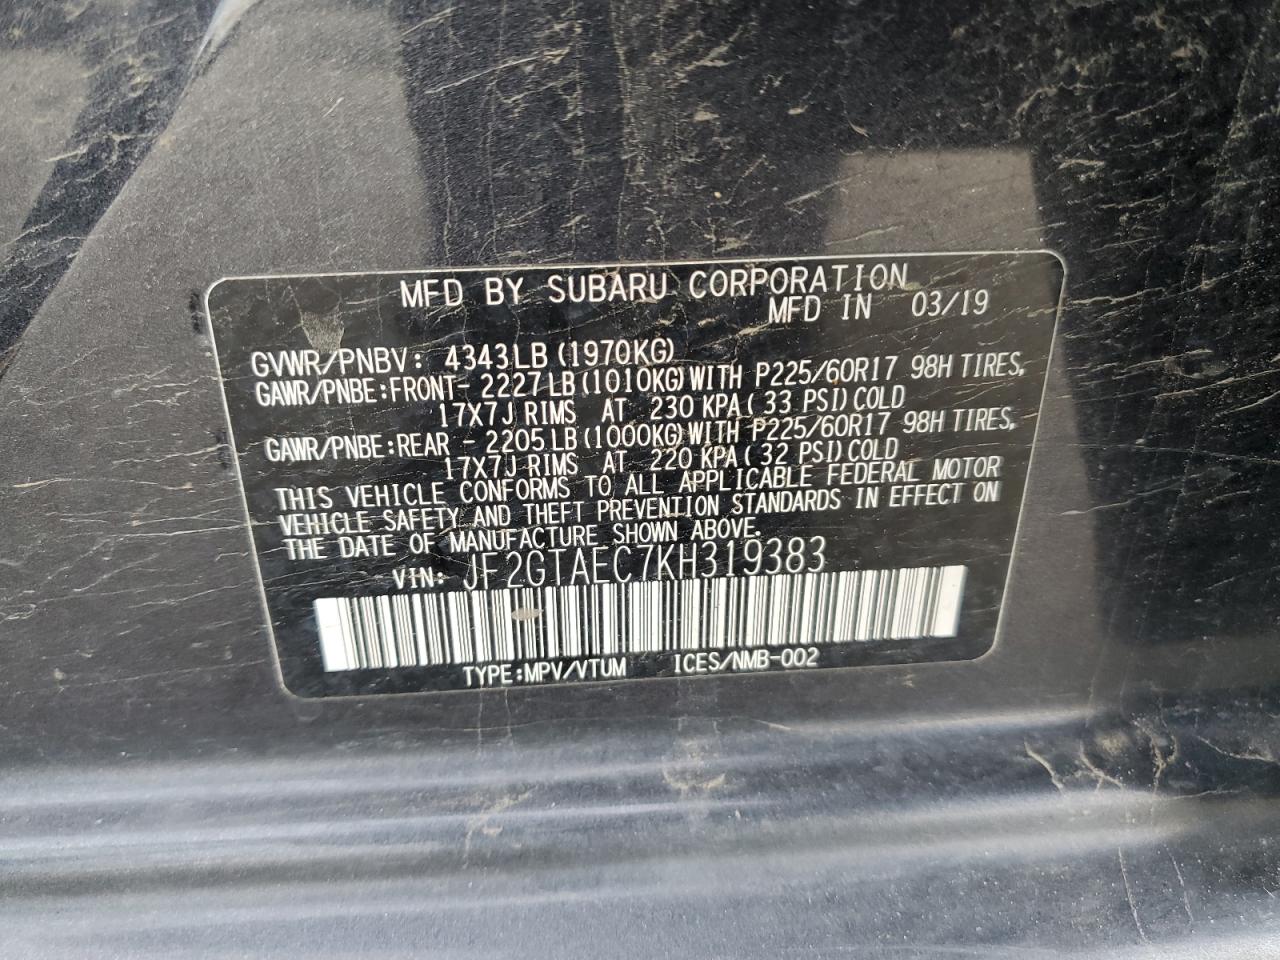 MFD BY SUBARU CORPORATION
MFD IN 03/19
GVWR/PNBV: 4343LB(1970KG)
GAWR/PNBE:FRONT- 2227LB(1010KG)WITH P225/60R17 98H TIRES,
17X7J RIMS AT 230 KPA( 33 PSI)COLD
GAWR/PNBE:REAR - 2205LB(1000KG)WITH P225/60R17 98H TIRES,
17X7J RIMS AT 220 KPA( 32 PSI)COLD
THIS VEHICLE CONFORMS TO ALL APPLICABLE FEDERAL MOTOR
VEHICLE SAFETY AND THEFT PREVENTION STANDARDS IN EFFECT ON
THE DATE OF MANUFACTURE SHOWN ABOVE.
VIN: JF2GTAEC7KH319383
TYPE:MPV/VTUM ICES/NMB-002